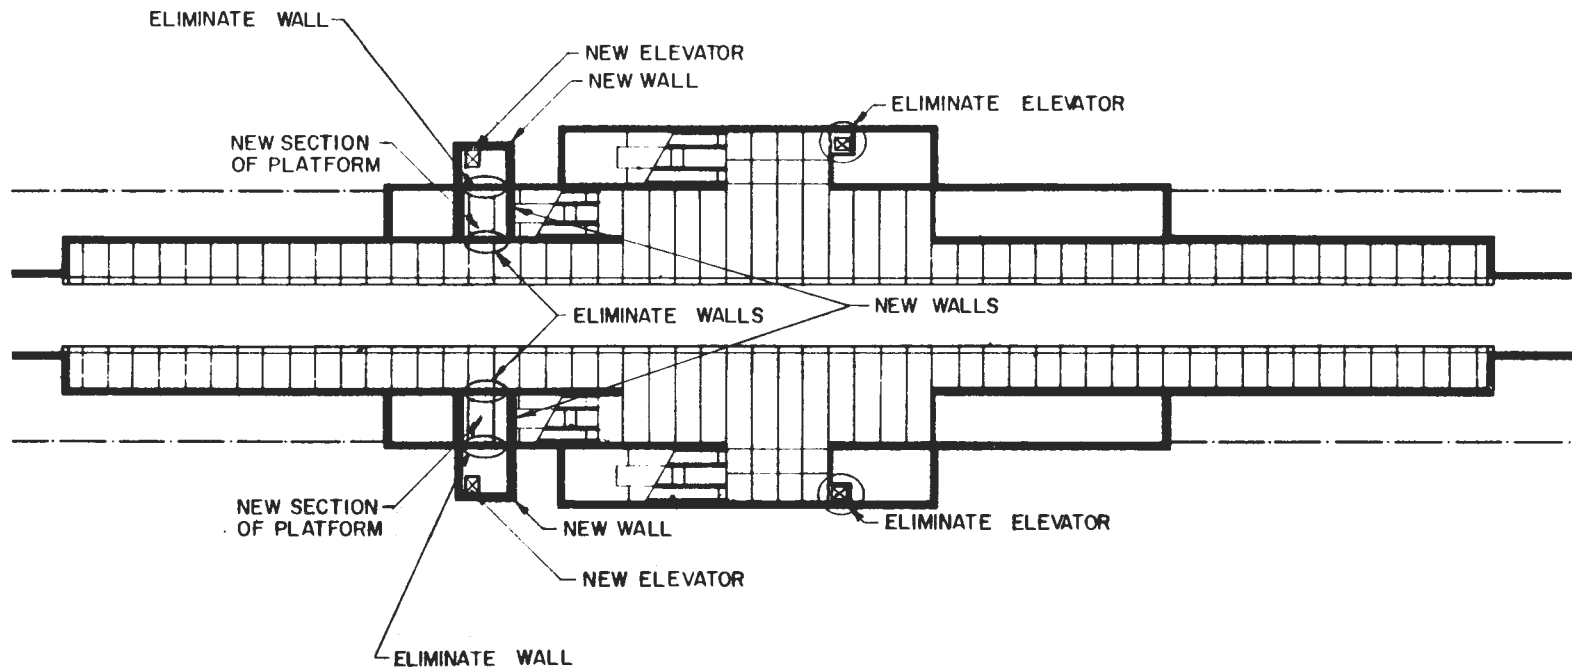 ELIMINATE WALL
NEW ELEVATOR
NEW WALL
ELIMINATE ELEVATOR
NEW SECTION
OF PLATFORM
NEW WALLS
ELIMINATE WALLS
NEW SECTION
OF PLATFORM
NEW WALL
ELIMINATE ELEVATOR
NEW ELEVATOR
ELIMINATE WALL